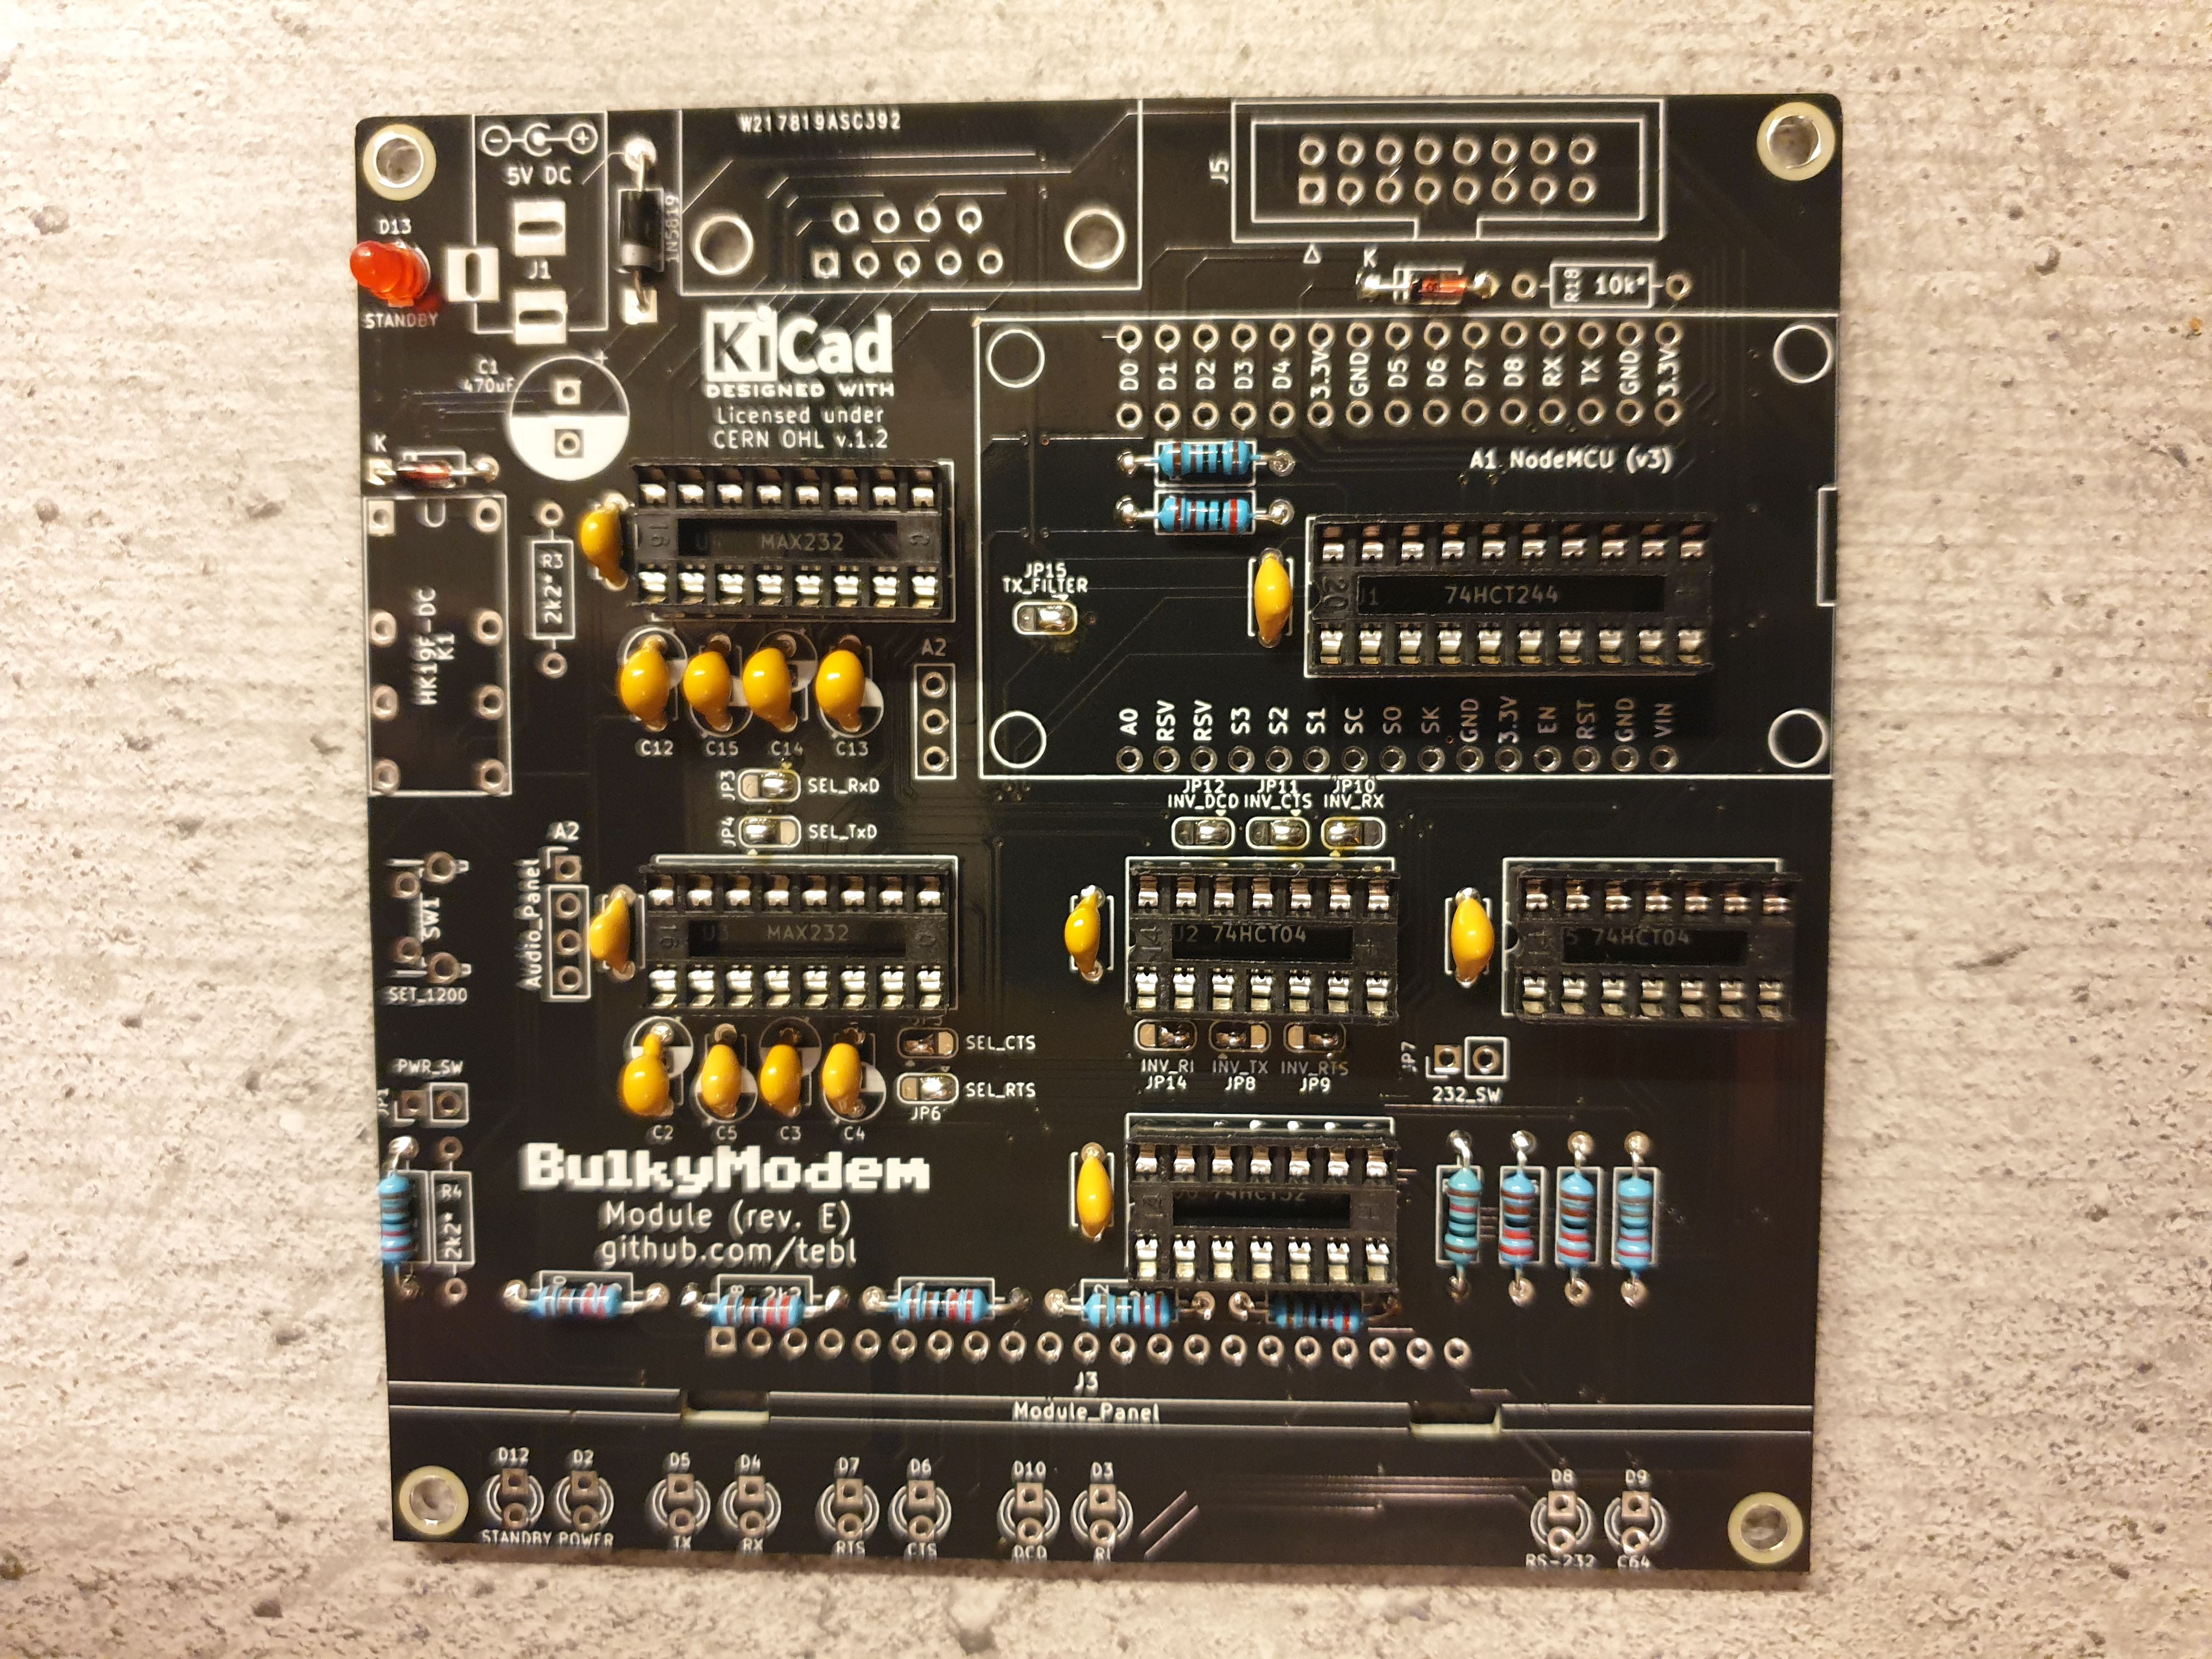 W217819ASC392
5V DC
J5
1N5819
D13
J1
STANDBY
K
R18
10k*
KiCad
DESIGNED WITH
Licensed under
CERN OHL v.1.2
C1
470uF
D0 D1 D2 D3 D4 3.3V GND D5 D6 D7 D8 RX TX GND 3.3V
A1 NodeMCU (v3)
K
16
MAX232
R3
2k2*
HK19F-DC
K1
JP15
TX_FILTER
20
74HCT244
A2
C12 C15 C14 C13
A0 RSV RSV S3 S2 S1 SC SO SK GND 3.3V EN RST GND VIN
JP3
SEL_RxD
JP4
SEL_TxD
JP12 JP11 JP10
INV_DCD INV_CTS INV_RX
A2
Audio_Panel
SW1
SET_1200
16
U3 MAX232
74HCT04
74HCT04
SEL_CTS
SEL_RTS
JP6
INV_RI INV_TX INV_RTS
JP14 JP8 JP9
JP7
232_SW
PWR_SW
JP1
C2 C5 C3 C4
R4
2k2*
BulkyModem
Module (rev. E)
github.com/tebl
J3
Module_Panel
D12 D2 D5 D4 D7 D6 D10 D3 D8 D9
STANDBY POWER TX RX RTS CTS DCD RI RS-232 C64